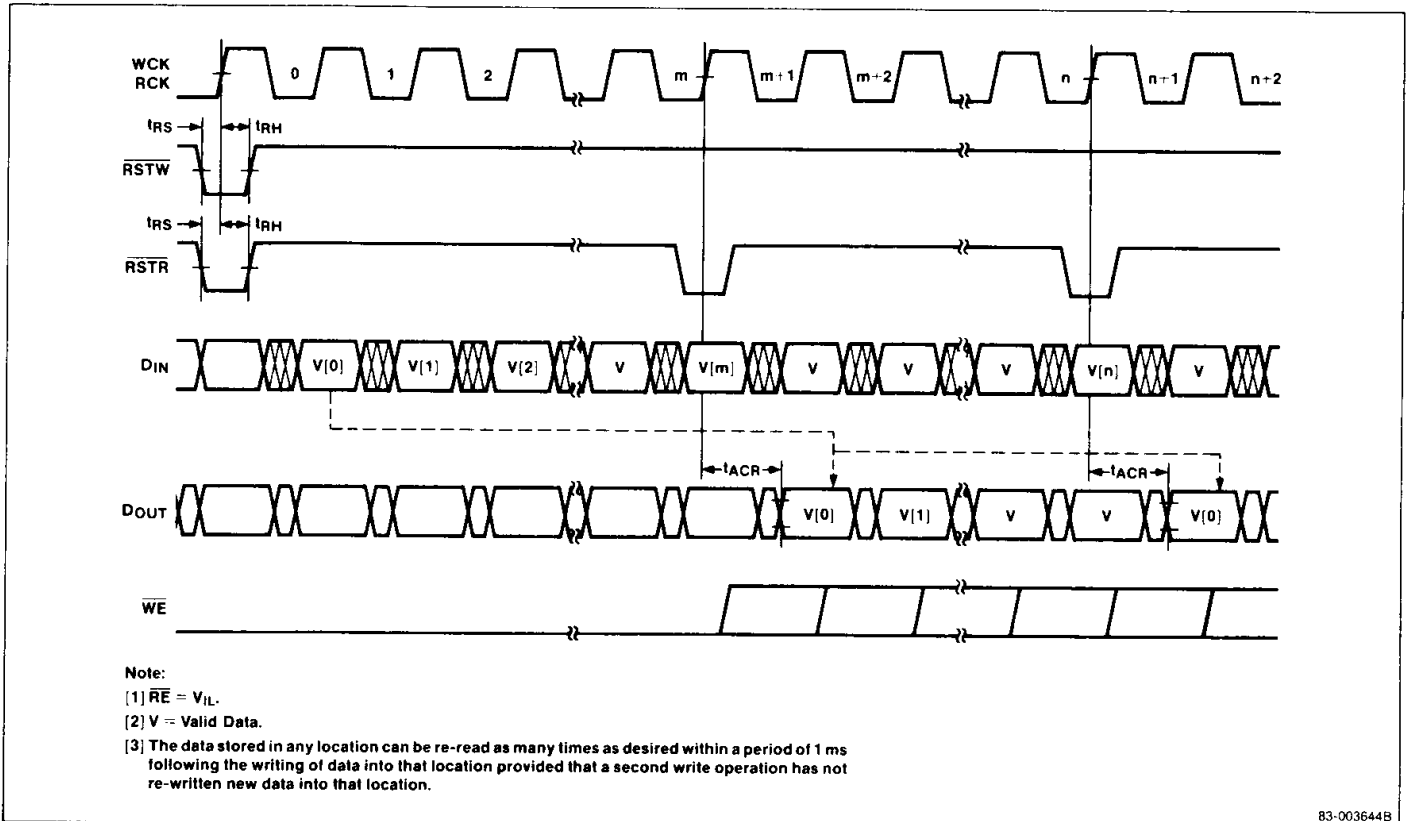 WCK
RCK
0 1 2 m m+1 m+2 n n+1 n+2
tRS tRH
RSTW
tRS tRH
RSTR
DIN V[0] V[1] V[2] V V[m] V V V V[n] V
tACR tACR
DOUT V[0] V[1] V V V[0]
WE
Note:
[1] RE = VIL.
[2] V = Valid Data.
[3] The data stored in any location can be re-read as many times as desired within a period of 1 ms
following the writing of data into that location provided that a second write operation has not
re-written new data into that location.
83-003644B